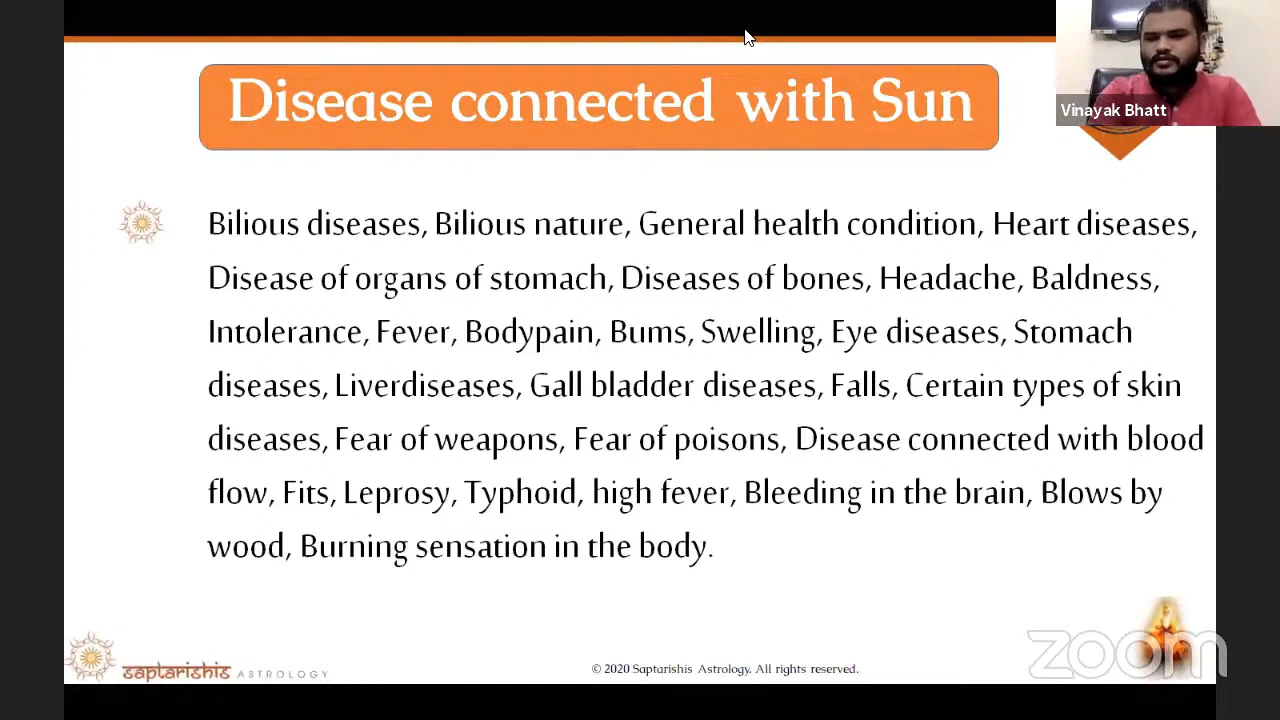 Disease connected with Sun
Vinayak Bhatt
Bilious diseases, Bilious nature, General health condition, Heart diseases,
Disease of organs of stomach, Diseases of bones, Headache, Baldness,
Intolerance, Fever, Bodypain, Bums, Swelling, Eye diseases, Stomach
diseases, Liverdiseases, Gall bladder diseases, Falls, Certain types of skin
diseases, Fear of weapons, Fear of poisons, Disease connected with blood
flow, Fits, Leprosy, Typhoid, high fever, Bleeding in the brain, Blows by
wood, Burning sensation in the body.
saptarishis ASTROLOGY
© 2020 Saptarishis Astrology. All rights reserved.
zoom